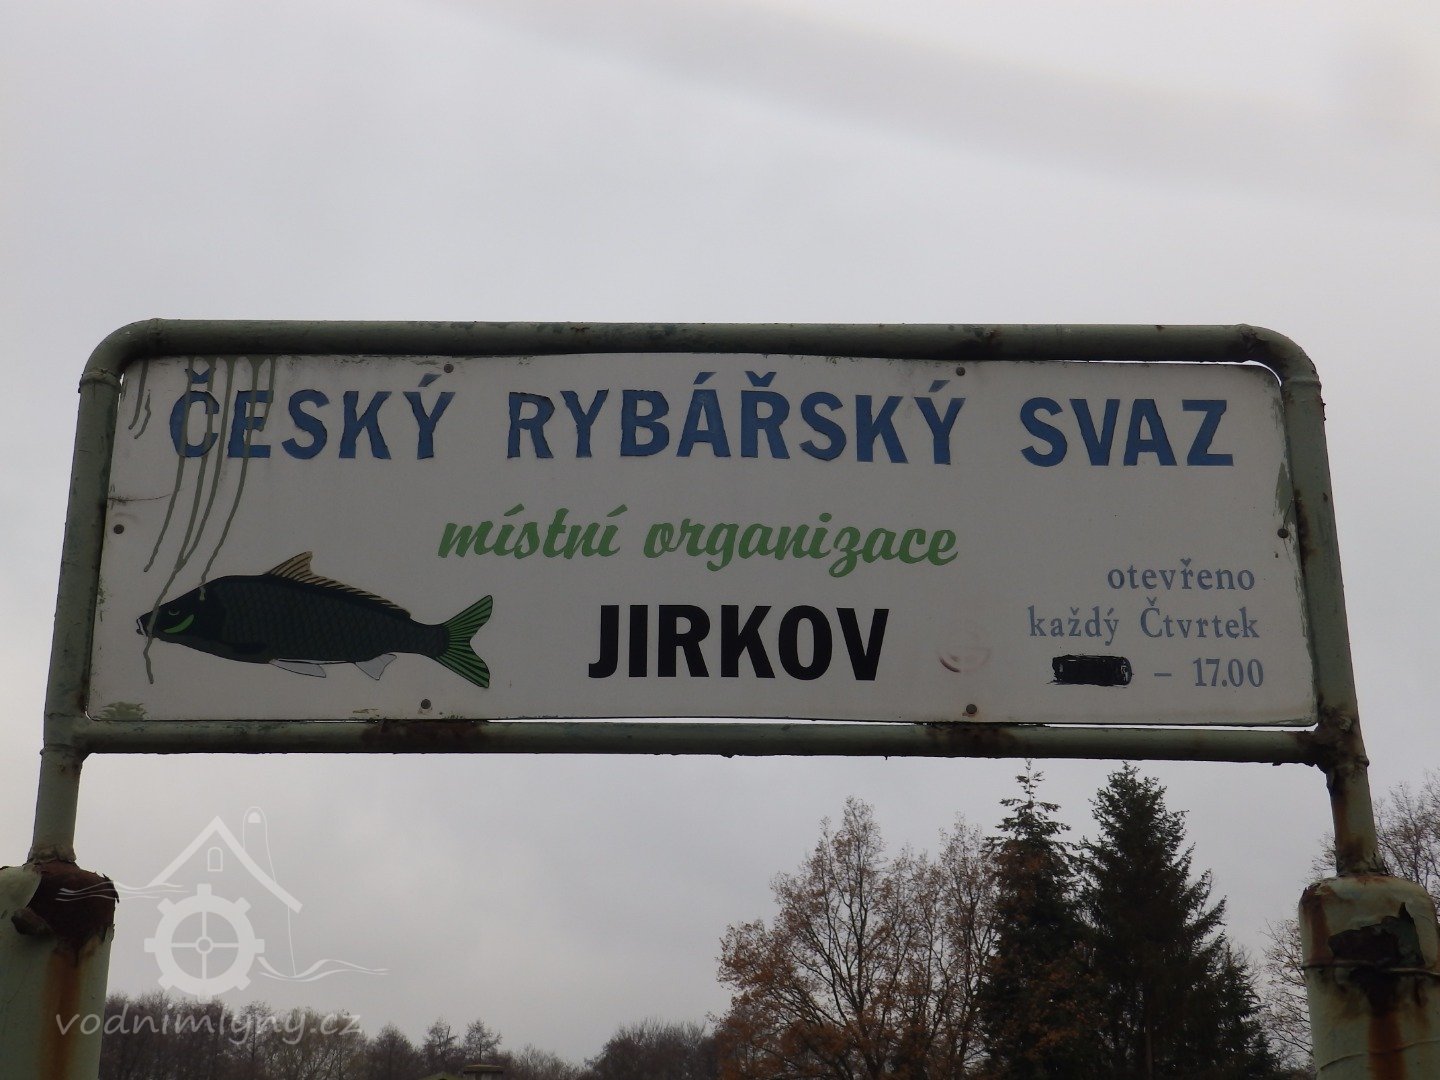 ČESKÝ RYBÁŘSKÝ SVAZ
místní organizace
JIRKOV
otevřeno
každý Čtvrtek
– 17.00
vodnimlyny.cz